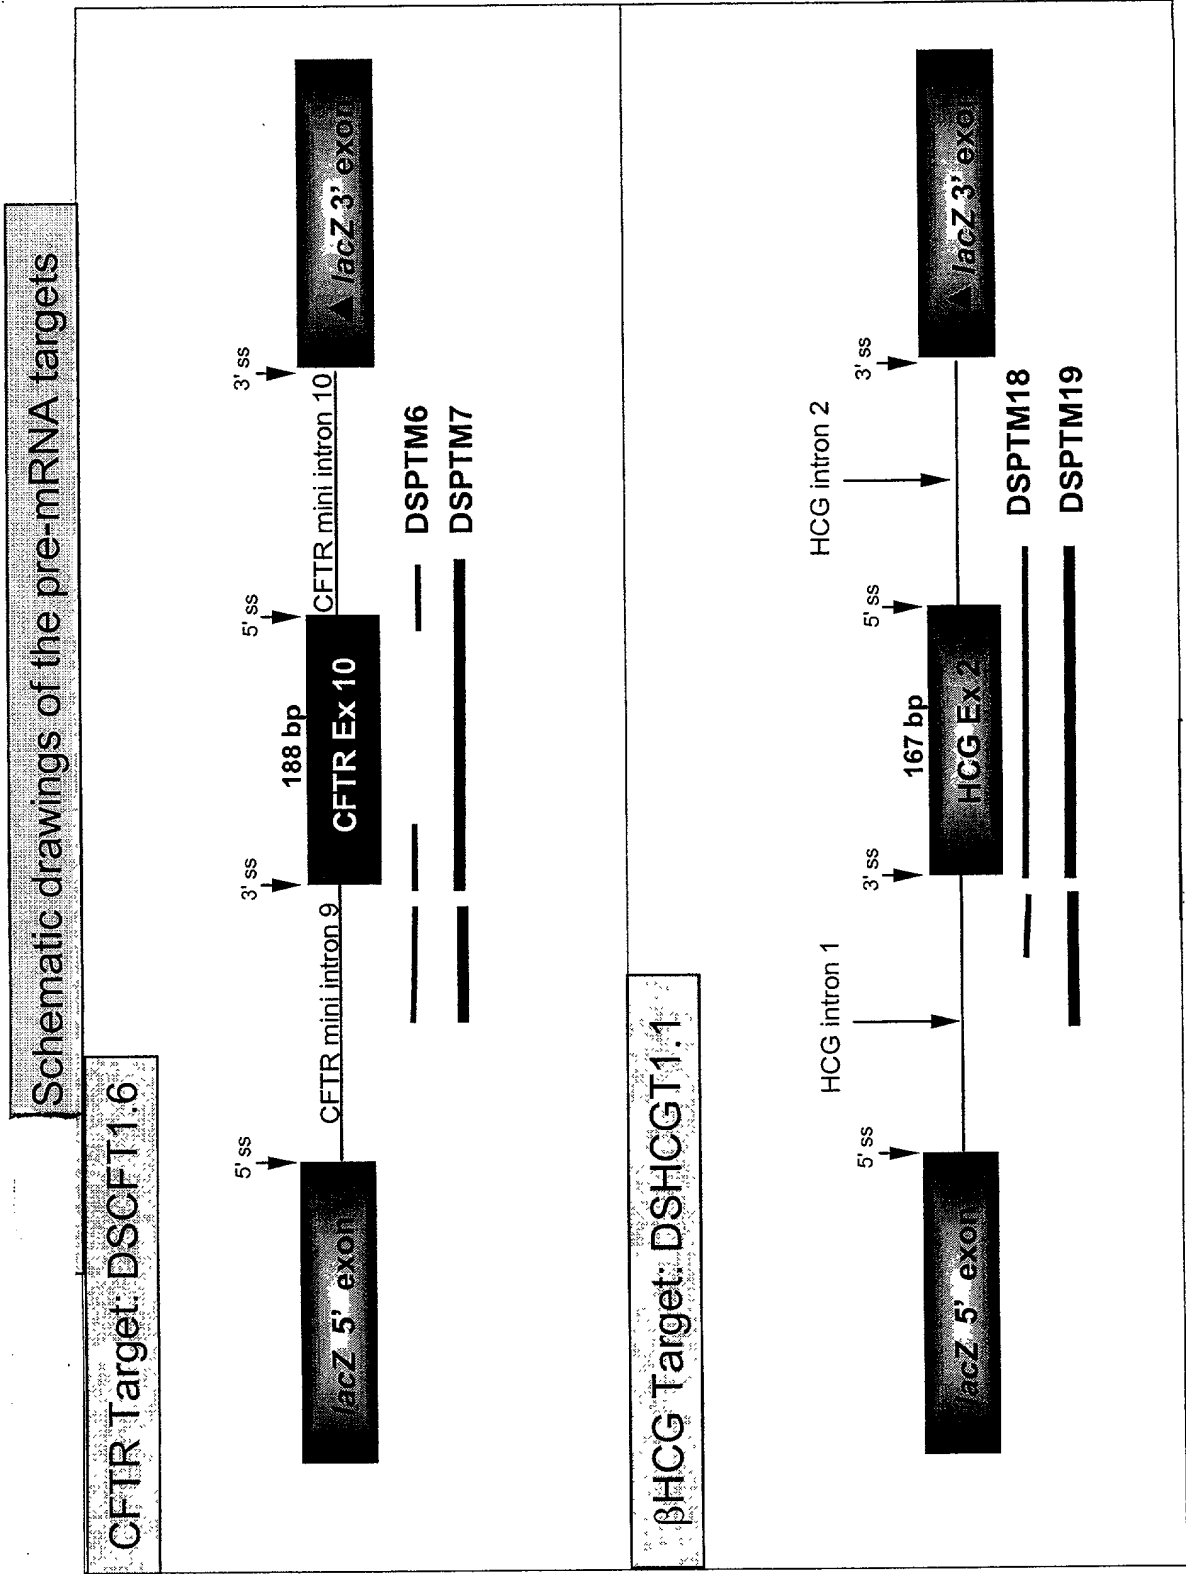 Schematic drawings of the pre-mRNA targets
CFTR Target: DSCFT1.6
188 bp
5' ss
3' ss
5' ss
3' ss
lacZ 5' exon
CFTR mini intron 9
CFTR Ex 10
CFTR mini intron 10
▲ lacZ 3' exon
DSPTM6
DSPTM7
βHCG Target: DSHCGT1.1
HCG intron 1
HCG intron 2
167 bp
5' ss
3' ss
5' ss
3' ss
lacZ 5' exon
HCG Ex 2
▲ lacZ 3' exon
DSPTM18
DSPTM19